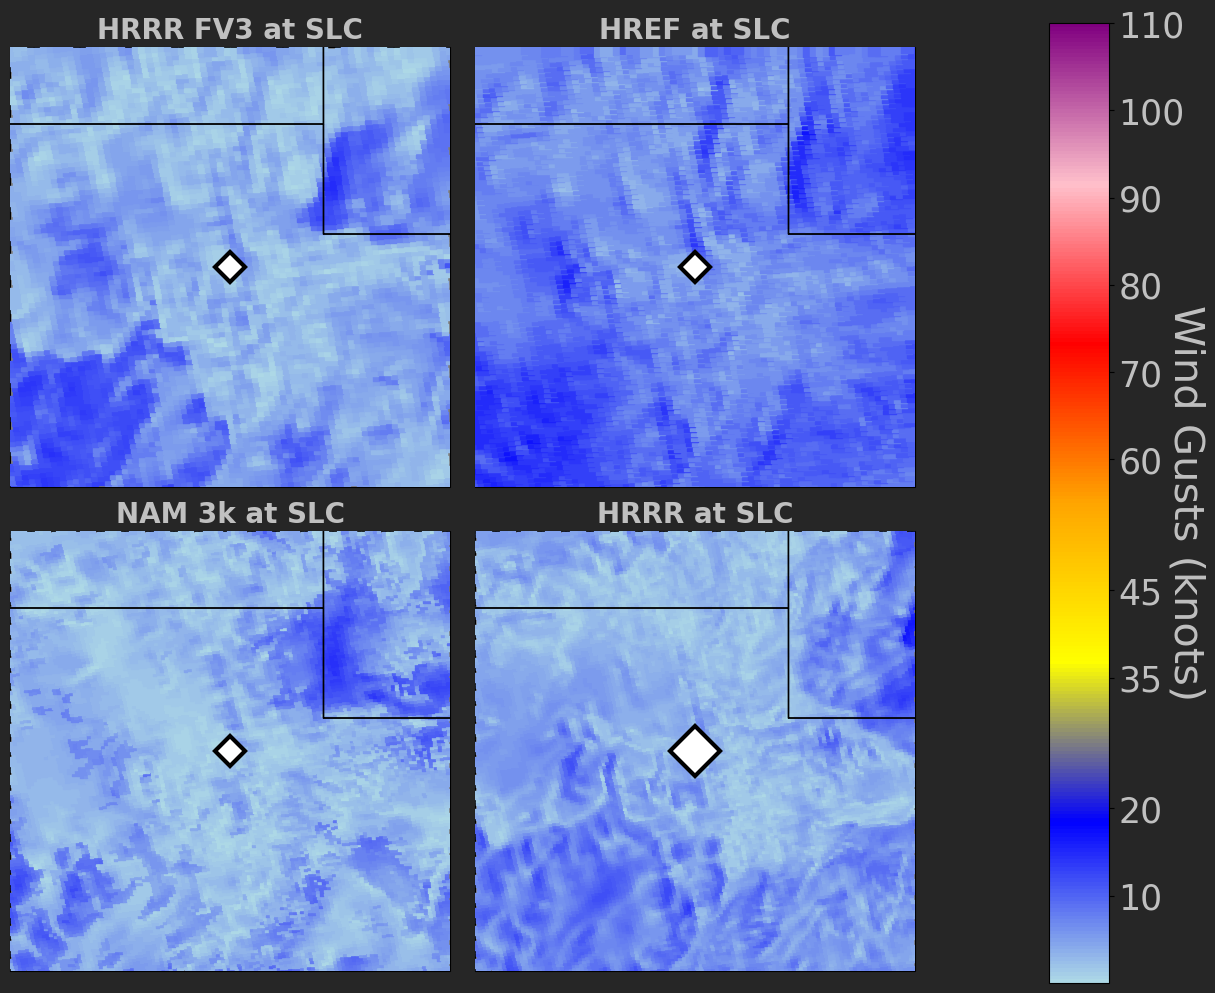 HRRR FV3 at SLC
HREF at SLC
NAM 3k at SLC
HRRR at SLC
110
100
90
80
70
60
45
35
20
10
Wind Gusts (knots)